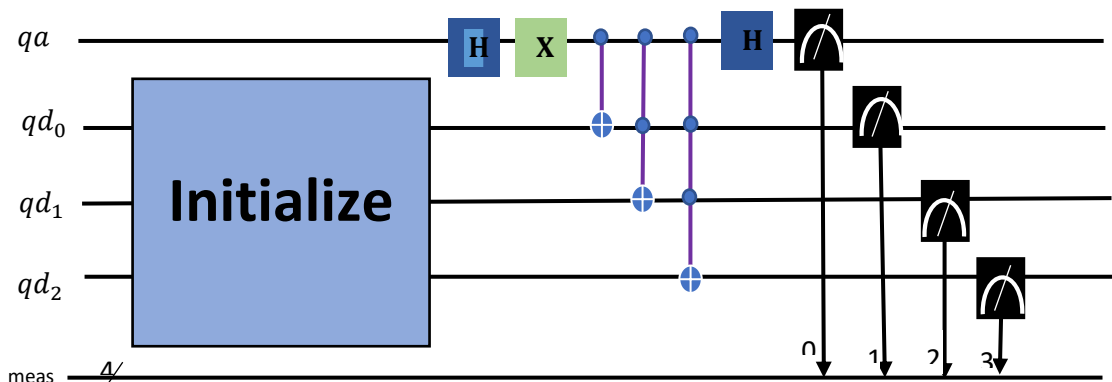 qa
H
X
H
qd₀
qd₁
Initialize
qd₂
0
1
2
3
meas
4/